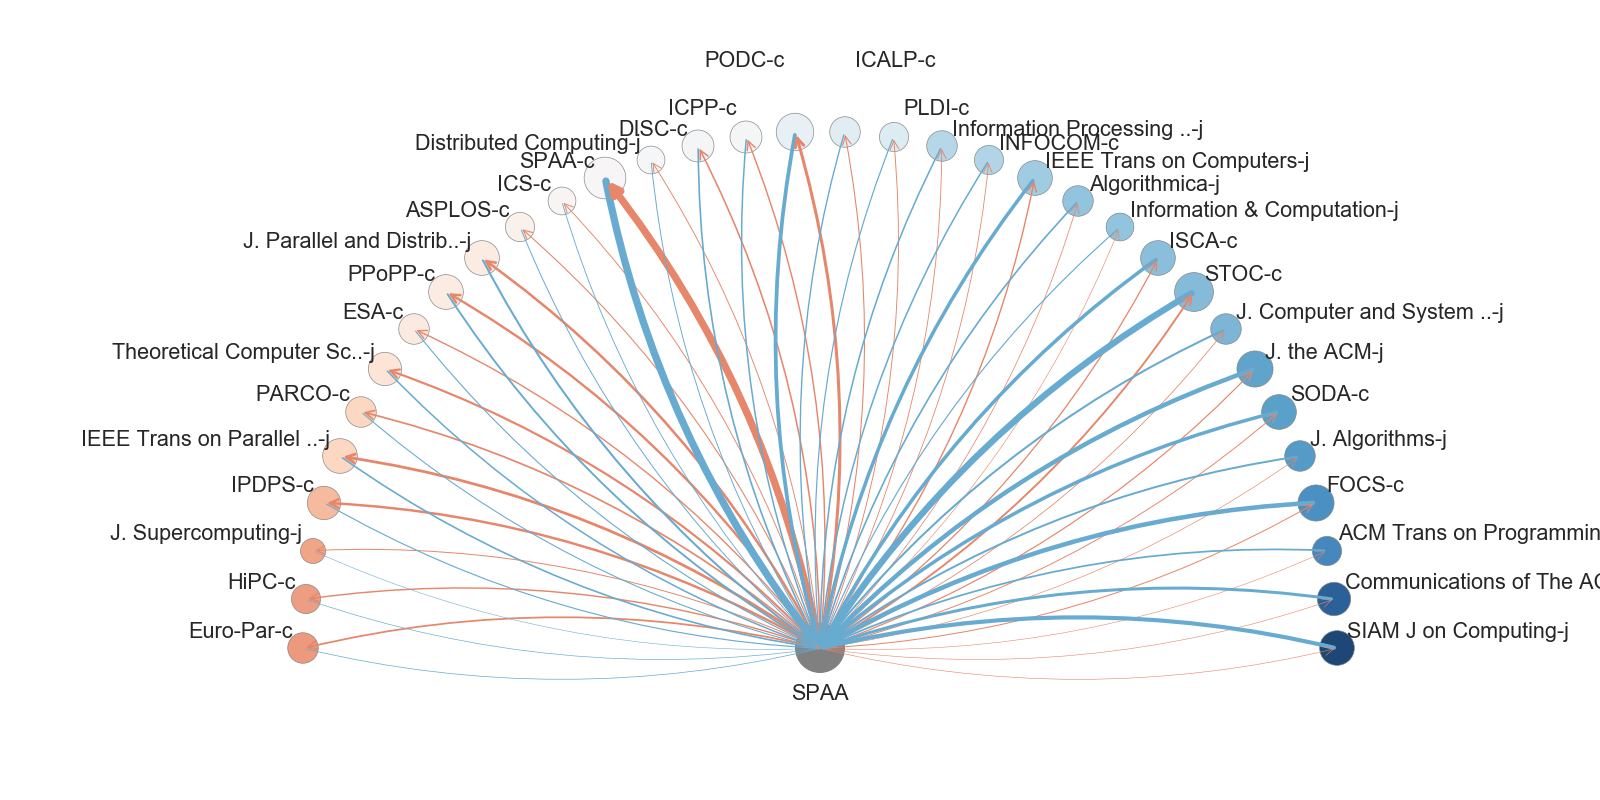 PODC-c
ICALP-c
ICPP-c
PLDI-c
DISC-c
Information Processing ..-j
Distributed Computing-j
INFOCOM-c
SPAA-c
IEEE Trans on Computers-j
ICS-c
Algorithmica-j
ASPLOS-c
Information & Computation-j
J. Parallel and Distrib..-j
ISCA-c
PPoPP-c
STOC-c
ESA-c
J. Computer and System ..-j
Theoretical Computer Sc..-j
J. the ACM-j
PARCO-c
SODA-c
IEEE Trans on Parallel ..-j
J. Algorithms-j
IPDPS-c
FOCS-c
J. Supercomputing-j
ACM Trans on Programmin
HiPC-c
Communications of The AC
Euro-Par-c
SIAM J on Computing-j
SPAA